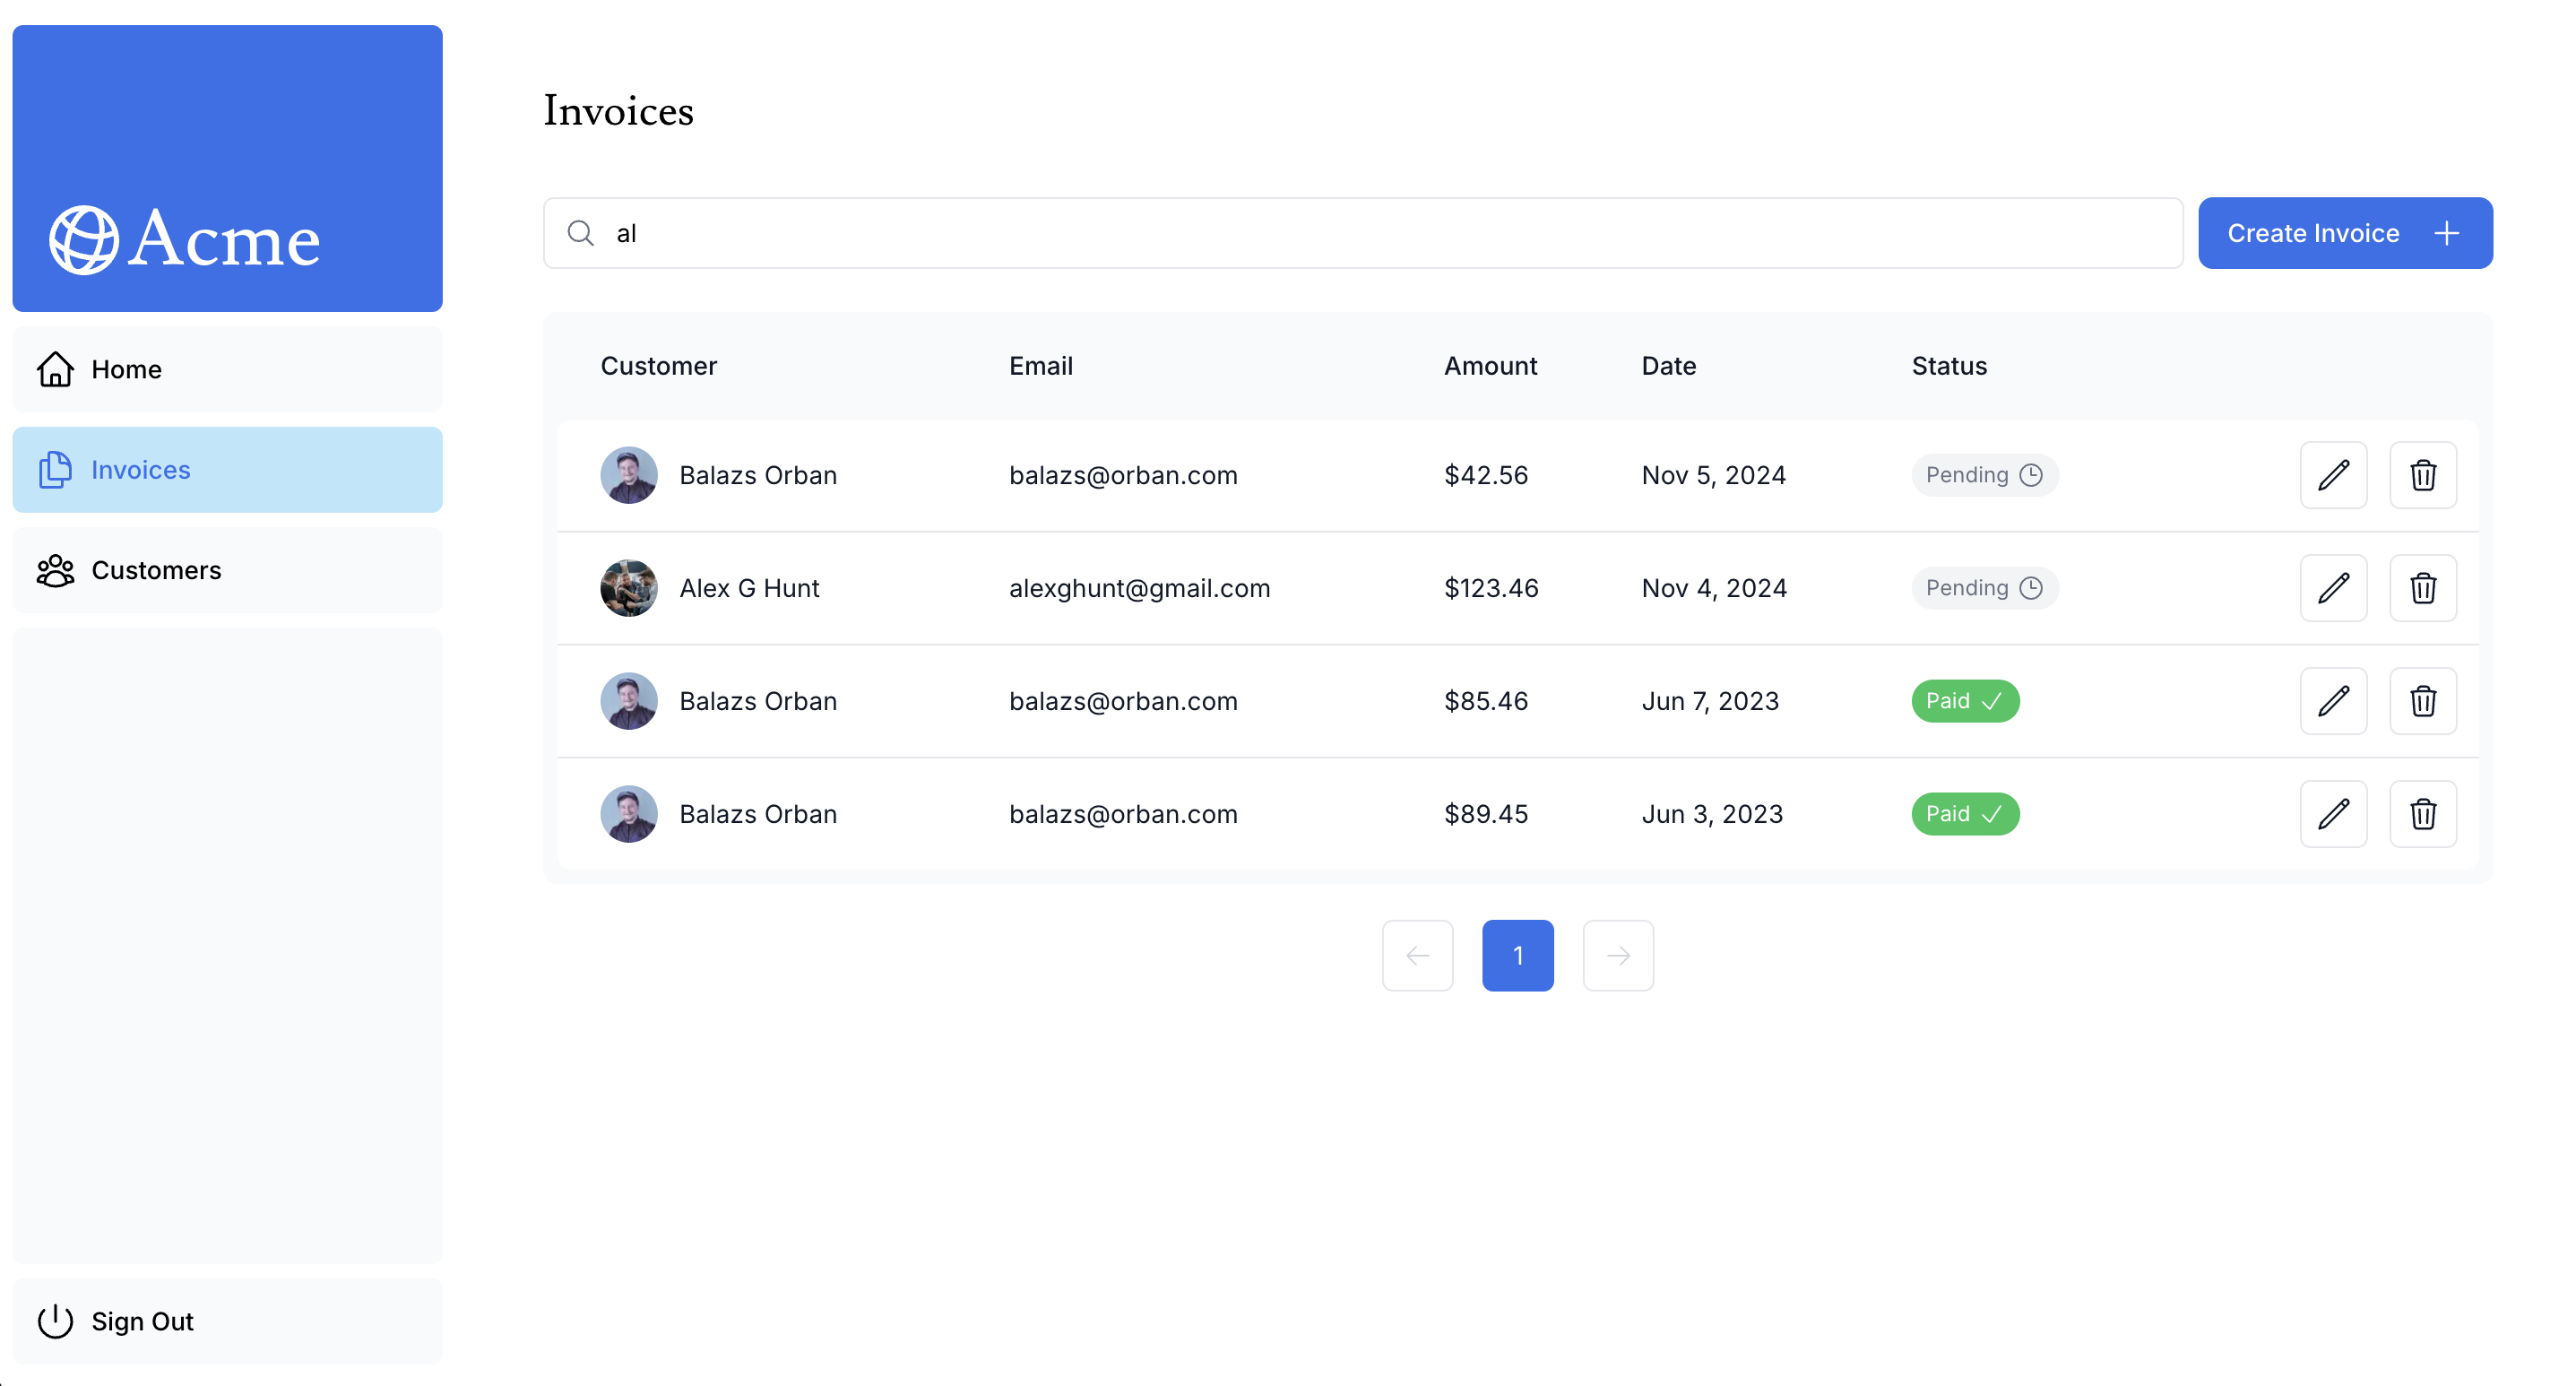 Acme
Home
Invoices
Customers
Sign Out
Invoices
al
Create Invoice
Customer Email Amount Date Status
Balazs Orban balazs@orban.com $42.56 Nov 5, 2024 Pending
Alex G Hunt alexghunt@gmail.com $123.46 Nov 4, 2024 Pending
Balazs Orban balazs@orban.com $85.46 Jun 7, 2023 Paid
Balazs Orban balazs@orban.com $89.45 Jun 3, 2023 Paid
1